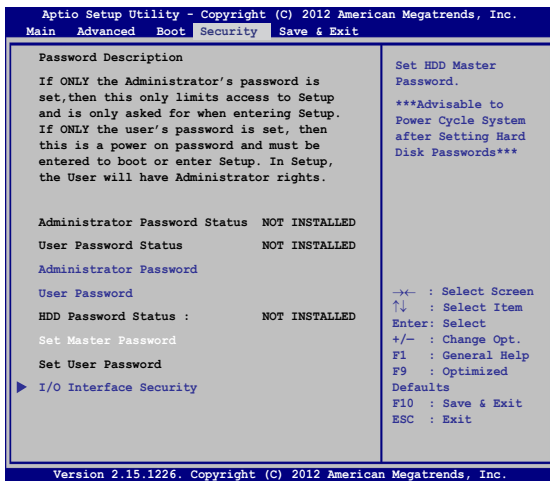 Aptio Setup Utility - Copyright (C) 2012 American Megatrends, Inc.
Main Advanced Boot Security Save & Exit
Password Description
If ONLY the Administrator's password is
set,then this only limits access to Setup
and is only asked for when entering Setup.
If ONLY the user's password is set, then
this is a power on password and must be
entered to boot or enter Setup. In Setup,
the User will have Administrator rights.
Administrator Password Status NOT INSTALLED
User Password Status NOT INSTALLED
Administrator Password
User Password
HDD Password Status : NOT INSTALLED
Set Master Password
Set User Password
I/O Interface Security
Set HDD Master
Password.
***Advisable to
Power Cycle System
after Setting Hard
Disk Passwords***
→← : Select Screen
↑↓ : Select Item
Enter: Select
+/— : Change Opt.
F1 : General Help
F9 : Optimized
Defaults
F10 : Save & Exit
ESC : Exit
Version 2.15.1226. Copyright (C) 2012 American Megatrends, Inc.